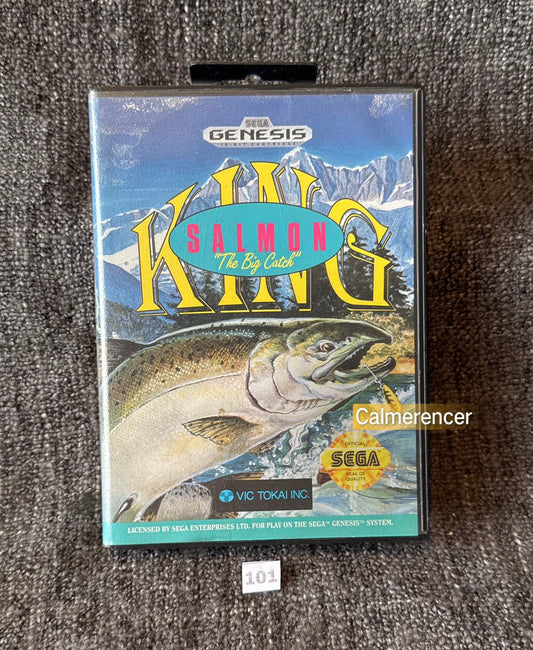 SEGA
GENESIS
16-BIT CARTRIDGE
KING
SALMON
"The Big Catch"
Calmerencer
OFFICIAL
SEGA
SEAL OF
QUALITY
VIC TOKAI INC.
LICENSED BY SEGA ENTERPRISES LTD. FOR PLAY ON THE SEGA™ GENESIS™ SYSTEM.
101